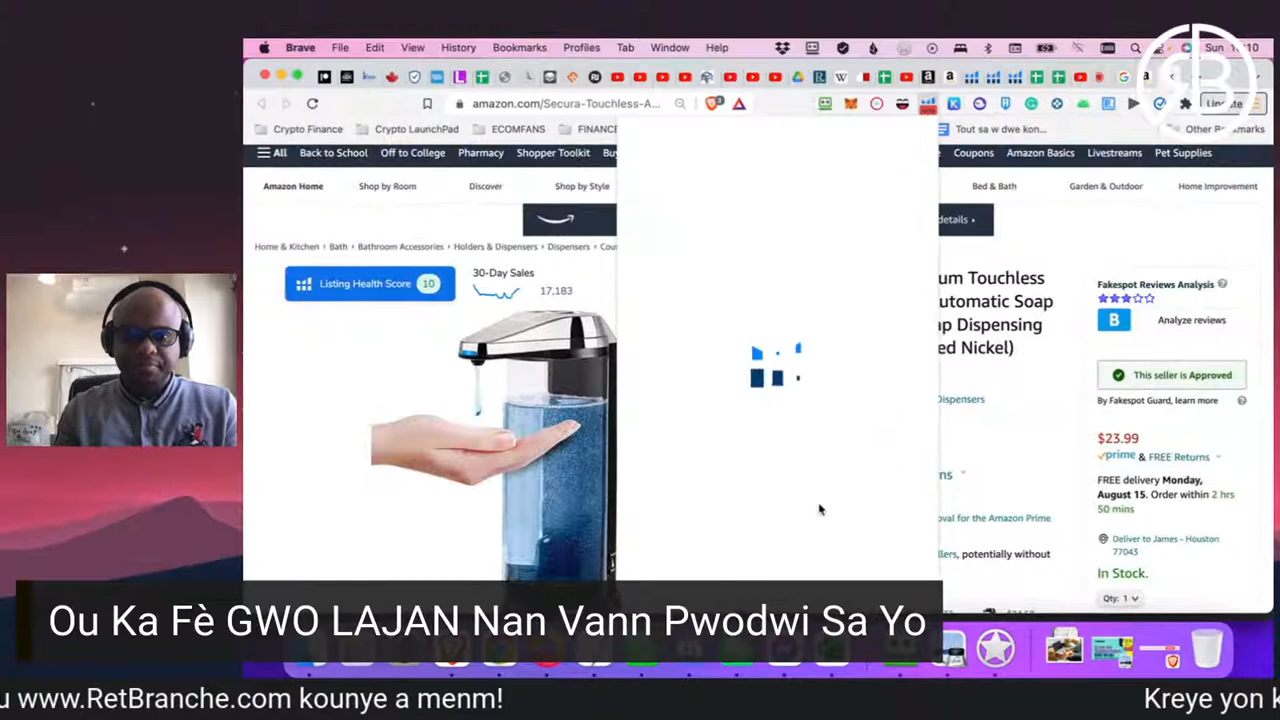 Brave File Edit View History Bookmarks Profiles Tab Window Help
Sun
amazon.com/Secura-Touchless-A...
Crypto Finance Crypto LaunchPad ECOMFANS Tout sa w dwe kon...
All Back to School Off to College Pharmacy Shopper Toolkit Coupons Amazon Basics Livestreams Pet Supplies
Amazon Home Shop by Room Discover Shop by Style Bed & Bath Garden & Outdoor Home Improvement
details ›
Home & Kitchen › Bath › Bathroom Accessories › Holders & Dispensers › Dispensers ›
Listing Health Score 10
30-Day Sales
17,183
um Touchless
utomatic Soap
p Dispensing
ed Nickel)
Dispensers
ns
oval for the Amazon Prime
llers, potentially without
Fakespot Reviews Analysis
B Analyze reviews
This seller is Approved
By Fakespot Guard, learn more
$23.99
prime & FREE Returns
FREE delivery Monday,
August 15. Order within 2 hrs
50 mins
Deliver to James - Houston
77043
In Stock.
Qty: 1
Ou Ka Fè GWO LAJAN Nan Vann Pwodwi Sa Yo
u www.RetBranche.com kounye a menm! Kreye yon k